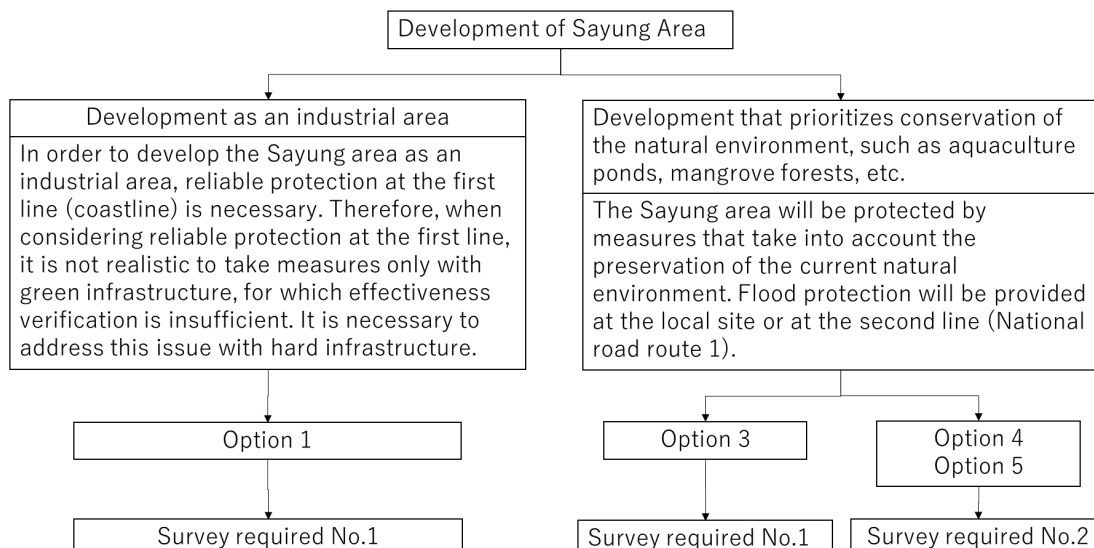 Development of Sayung Area
Development as an industrial area
In order to develop the Sayung area as an
industrial area, reliable protection at the first
line (coastline) is necessary. Therefore, when
considering reliable protection at the first line,
it is not realistic to take measures only with
green infrastructure, for which effectiveness
verification is insufficient. It is necessary to
address this issue with hard infrastructure.
Development that prioritizes conservation of
the natural environment, such as aquaculture
ponds, mangrove forests, etc.
The Sayung area will be protected by
measures that take into account the
preservation of the current natural
environment. Flood protection will be provided
at the local site or at the second line (National
road route 1).
Option 1
Option 3
Option 4
Option 5
Survey required No.1
Survey required No.1
Survey required No.2